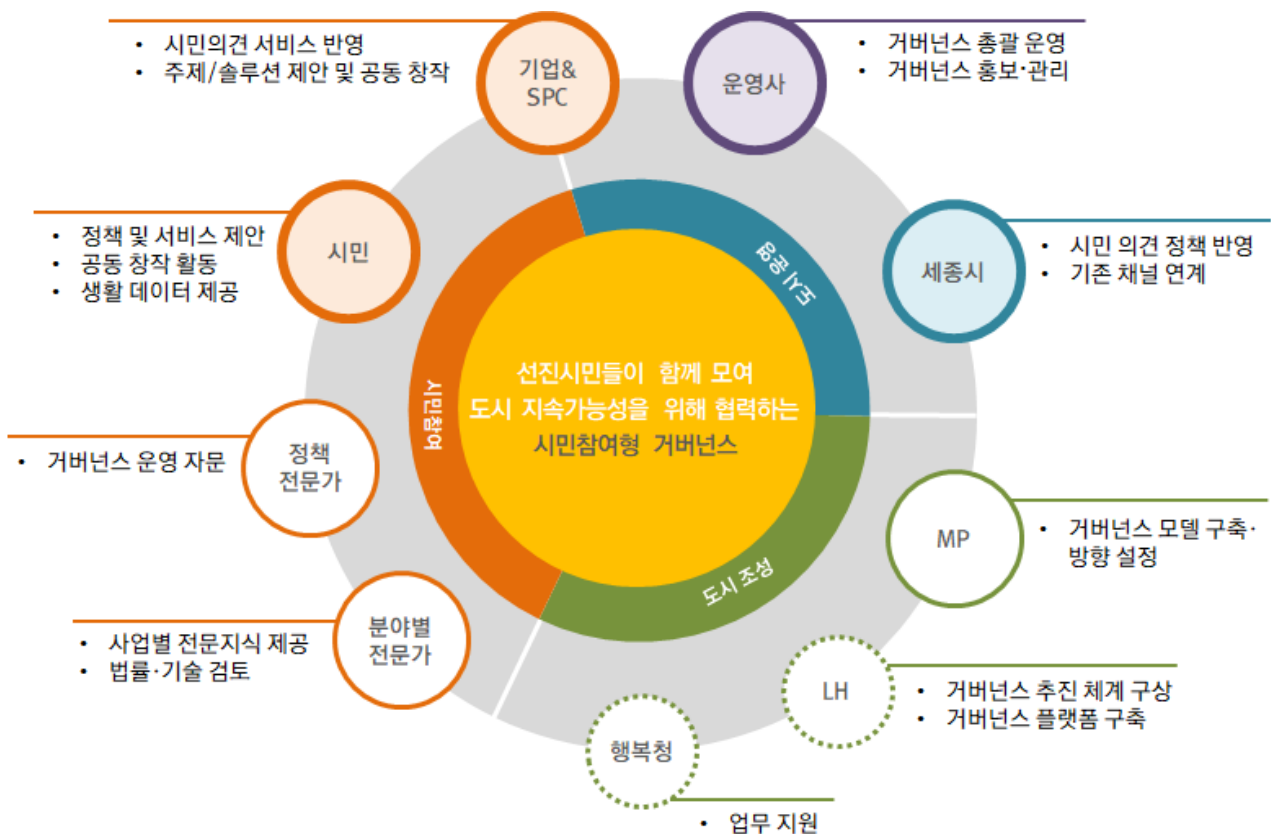 • 시민의견 서비스 반영
• 주제/솔루션 제안 및 공동 창작
기업&
SPC
운영사
• 거버넌스 총괄 운영
• 거버넌스 홍보·관리
• 정책 및 서비스 제안
• 공동 창작 활동
• 생활 데이터 제공
시민
세종시
• 시민 의견 정책 반영
• 기존 채널 연계
도시 운영
시민참여
도시 조성
선진시민들이 함께 모여
도시 지속가능성을 위해 협력하는
시민참여형 거버넌스
• 거버넌스 운영 자문
정책
전문가
MP
• 거버넌스 모델 구축·
방향 설정
• 사업별 전문지식 제공
• 법률·기술 검토
분야별
전문가
LH
• 거버넌스 추진 체계 구상
• 거버넌스 플랫폼 구축
행복청
• 업무 지원